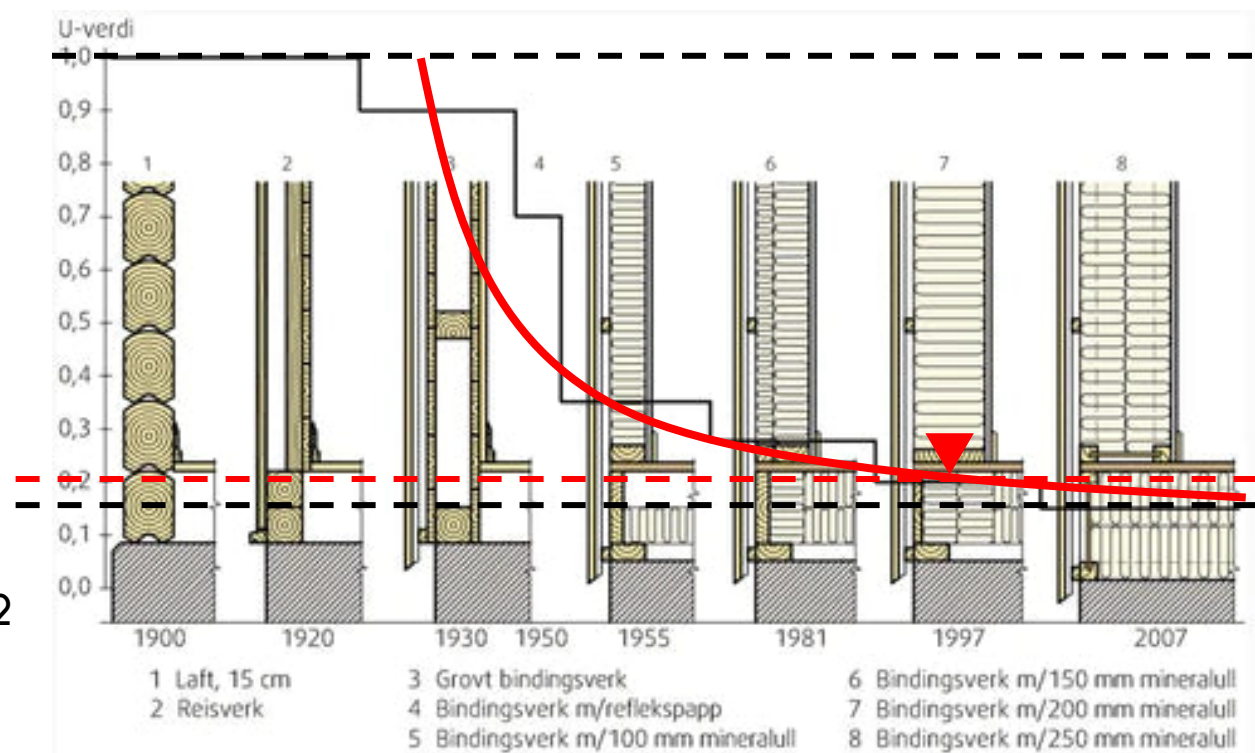 U-verdi
1,0
0,9
0,8
0,7
0,6
0,5
0,4
0,3
0,2
0,1
0,0
1 2 3 4 5 6 7 8
2
1900 1920 1930 1950 1955 1981 1997 2007
1 Laft, 15 cm
2 Reisverk
3 Grovt bindingsverk
4 Bindingsverk m/reflekspapp
5 Bindingsverk m/100 mm mineralull
6 Bindingsverk m/150 mm mineralull
7 Bindingsverk m/200 mm mineralull
8 Bindingsverk m/250 mm mineralull